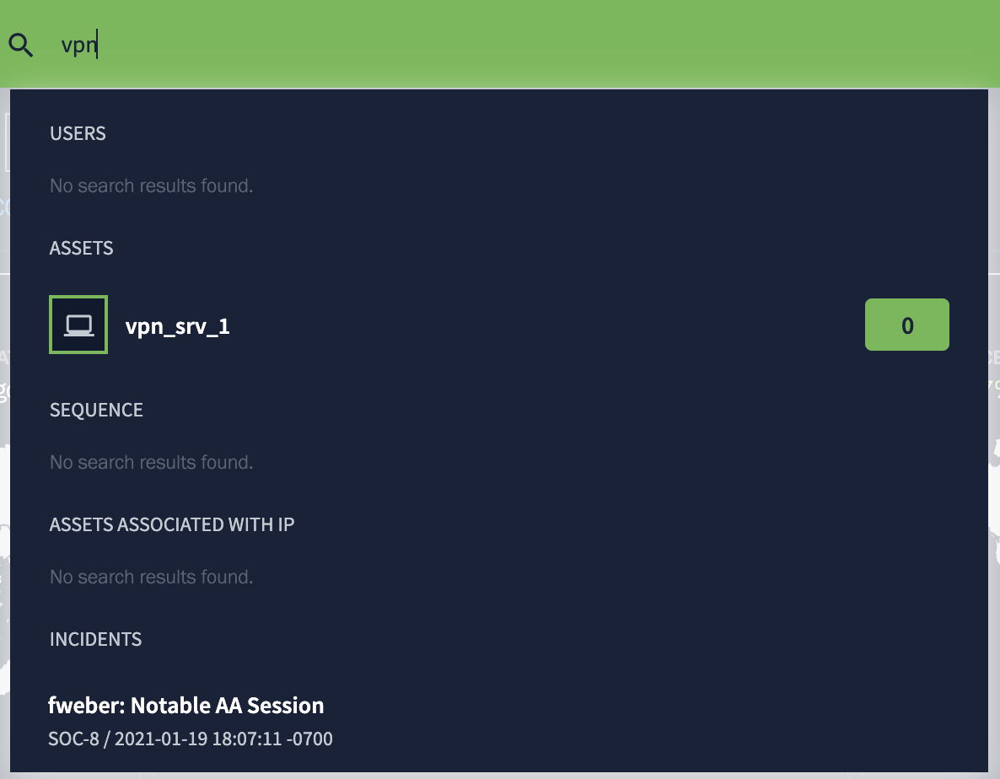 vpn
USERS
No search results found.
ASSETS
vpn_srv_1
0
SEQUENCE
No search results found.
ASSETS ASSOCIATED WITH IP
No search results found.
INCIDENTS
fweber: Notable AA Session
SOC-8 / 2021-01-19 18:07:11 -0700